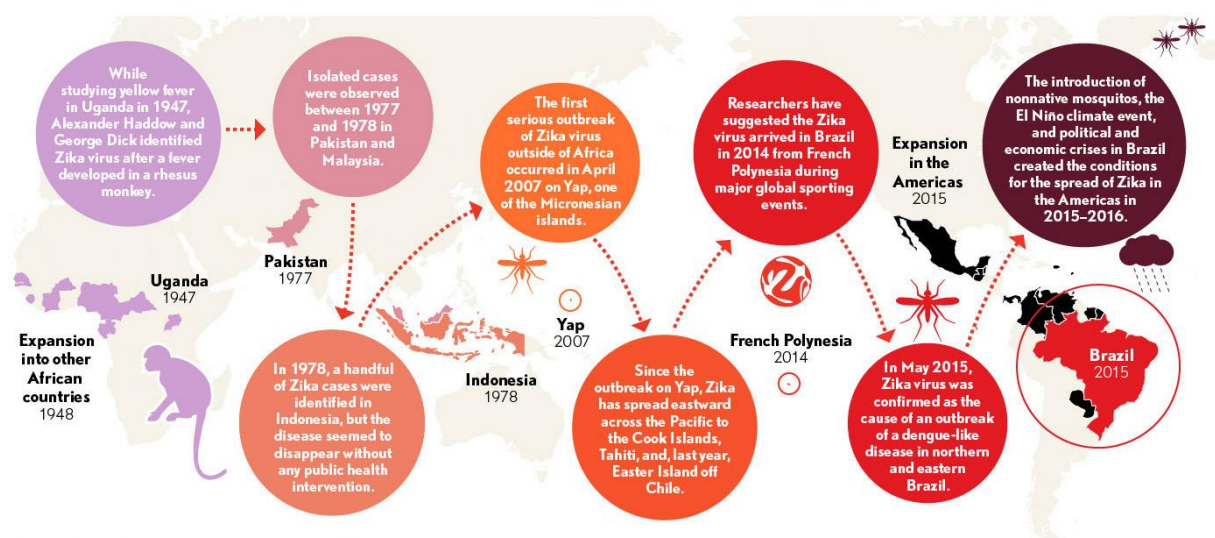 While
studying yellow fever
in Uganda in 1947,
Alexander Haddow and
George Dick identified
Zika virus after a fever
developed in a rhesus
monkey.
Isolated cases
were observed
between 1977
and 1978 in
Pakistan and
Malaysia.
In 1978, a handful
of Zika cases were
identified in
Indonesia, but the
disease seemed to
disappear without
any public health
intervention.
The first
serious outbreak
of Zika virus
outside of Africa
occurred in April
2007 on Yap, one
of the Micronesian
islands.
Since the
outbreak on Yap, Zika
has spread eastward
across the Pacific to
the Cook Islands,
Tahiti, and, last year,
Easter Island off
Chile.
Researchers have
suggested the Zika
virus arrived in Brazil
in 2014 from French
Polynesia during
major global sporting
events.
In May 2015,
Zika virus was
confirmed as the
cause of an outbreak
of a dengue-like
disease in northern
and eastern
Brazil.
The introduction of
nonnative mosquitos, the
El Niño climate event,
and political and
economic crises in Brazil
created the conditions
for the spread of Zika in
the Americas in
2015–2016.
Uganda
1947
Expansion
into other
African
countries
1948
Pakistan
1977
Indonesia
1978
Yap
2007
French Polynesia
2014
Expansion
in the
Americas
2015
Brazil
2015